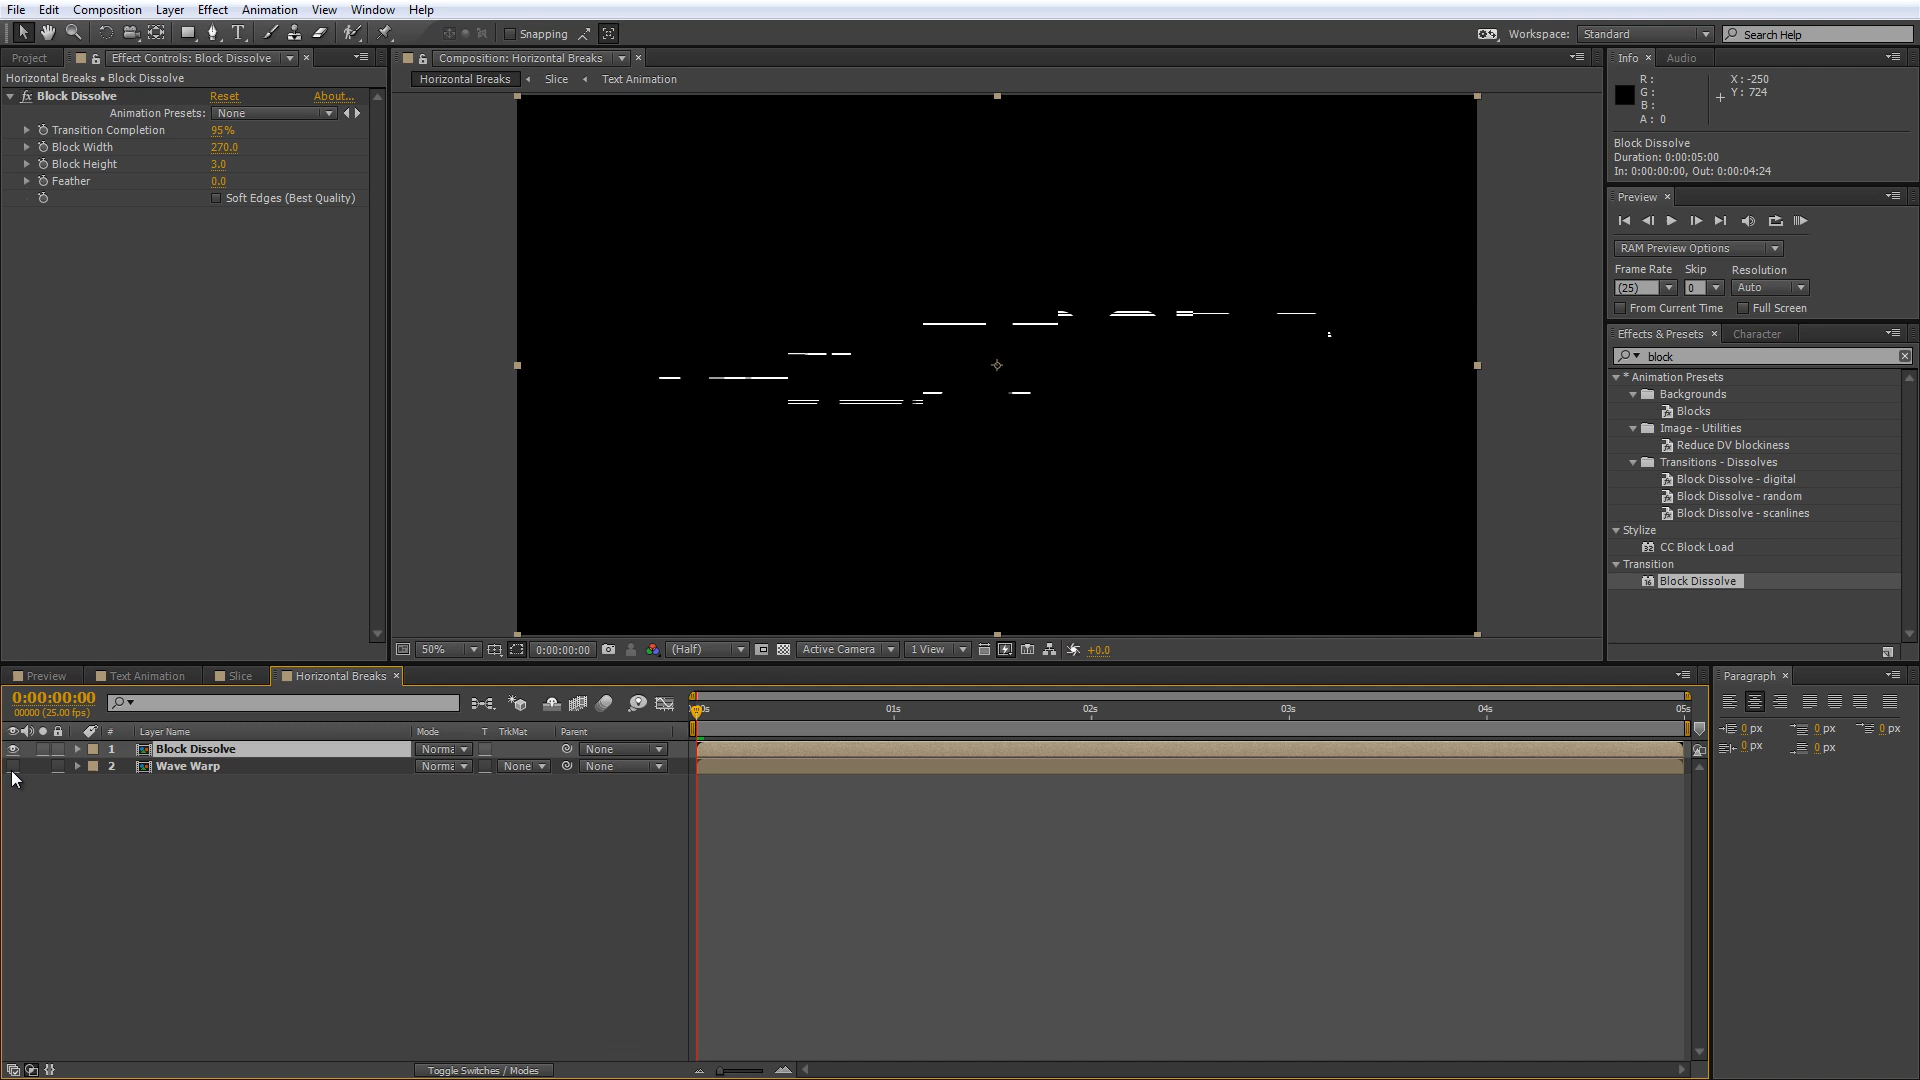 File Edit Composition Layer Effect Animation View Window Help
Snapping
Workspace: Standard
Search Help
Project Effect Controls: Block Dissolve
Horizontal Breaks • Block Dissolve
fx Block Dissolve Reset About...
Animation Presets: None
Transition Completion 95%
Block Width 270.0
Block Height 3.0
Feather 0.0
Soft Edges (Best Quality)
Composition: Horizontal Breaks
Horizontal Breaks Slice Text Animation
50% 0:00:00:00 (Half) Active Camera 1 View +0.0
Info Audio
R :
G :
B :
A : 0
X : -250
Y : 724
Block Dissolve
Duration: 0:00:05:00
In: 0:00:00:00, Out: 0:00:04:24
Preview
RAM Preview Options
Frame Rate Skip Resolution
(25) 0 Auto
From Current Time Full Screen
Effects & Presets Character
block
* Animation Presets
Backgrounds
Blocks
Image - Utilities
Reduce DV blockiness
Transitions - Dissolves
Block Dissolve - digital
Block Dissolve - random
Block Dissolve - scanlines
Stylize
CC Block Load
Transition
Block Dissolve
Preview Text Animation Slice Horizontal Breaks
0:00:00:00
00000 (25.00 fps)
# Layer Name Mode T TrkMat Parent
1 Block Dissolve Norma None
2 Wave Warp Norma None None
01s 02s 03s 04s 05s
Toggle Switches / Modes
Paragraph
0 px 0 px 0 px
0 px 0 px